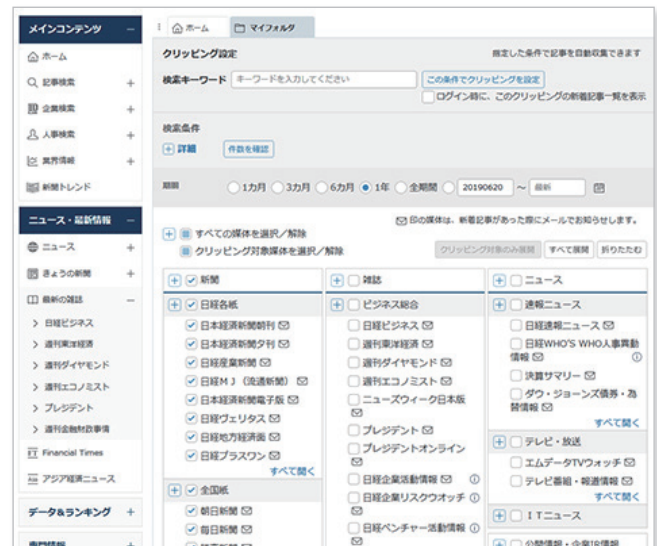 メインコンテンツ
ホーム
記事検索
企業検索
人事検索
業界情報
新聞トレンド
ニュース・最新情報
ニュース
きょうの新聞
最新の雑誌
日経ビジネス
週刊東洋経済
週刊ダイヤモンド
週刊エコノミスト
プレジデント
週刊金融財政事情
FT Financial Times
アジア経済ニュース
データ&ランキング
専門情報
ホーム
マイフォルダ
クリッピング設定
指定した条件で記事を自動収集できます
検索キーワード キーワードを入力してください この条件でクリッピングを設定
ログイン時に、このクリッピングの新着記事一覧を表示
検索条件
詳細 件数を確認
期間 1カ月 3カ月 6カ月 1年 全期間 20190620 ～ 最新
印の媒体は、新着記事があった際にメールでお知らせします。
すべての媒体を選択／解除
クリッピング対象媒体を選択／解除
クリッピング対象のみ展開 すべて展開 折りたたむ
新聞
日経各紙
日本経済新聞朝刊
日本経済新聞夕刊
日経産業新聞
日経MJ（流通新聞）
日本経済新聞電子版
日経ヴェリタス
日経地方経済面
日経プラスワン
すべて開く
全国紙
朝日新聞
毎日新聞
雑誌
ビジネス総合
日経ビジネス
週刊東洋経済
週刊ダイヤモンド
週刊エコノミスト
ニューズウィーク日本版
プレジデント
プレジデントオンライン
日経企業活動情報
日経企業リスクウオッチ
日経ベンチャー活動情報
ニュース
速報ニュース
日経速報ニュース
日経WHO'S WHO人事異動
情報
決算サマリー
ダウ・ジョーンズ債券・為
替情報
すべて開く
テレビ・放送
エムデータTVウォッチ
テレビ番組・報道情報
すべて開く
ITニュース
公開情報・企業IR情報